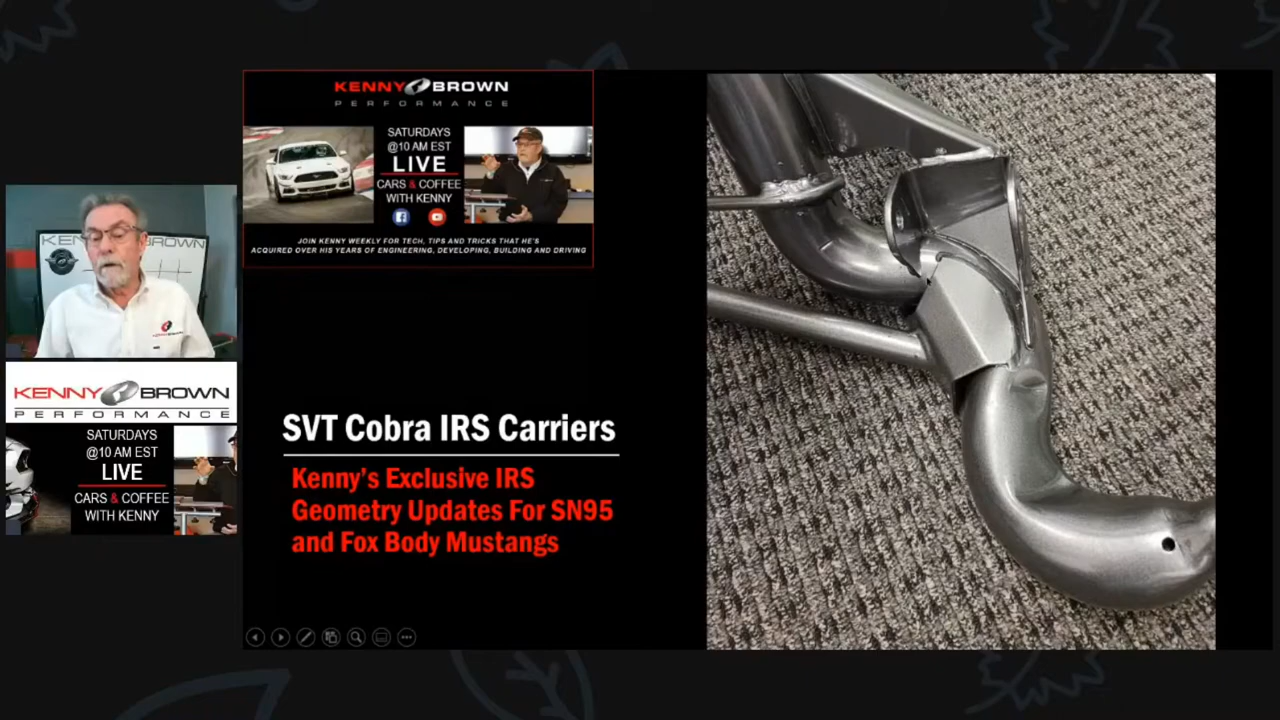 KENNY BROWN
PERFORMANCE
SATURDAYS
@10 AM EST
LIVE
CARS & COFFEE
WITH KENNY
JOIN KENNY WEEKLY FOR TECH, TIPS AND TRICKS THAT HE'S
ACQUIRED OVER HIS YEARS OF ENGINEERING, DEVELOPING, BUILDING AND DRIVING
KENNY BROWN
PERFORMANCE
SATURDAYS
@10 AM EST
LIVE
CARS & COFFEE
WITH KENNY
SVT Cobra IRS Carriers
Kenny's Exclusive IRS
Geometry Updates For SN95
and Fox Body Mustangs